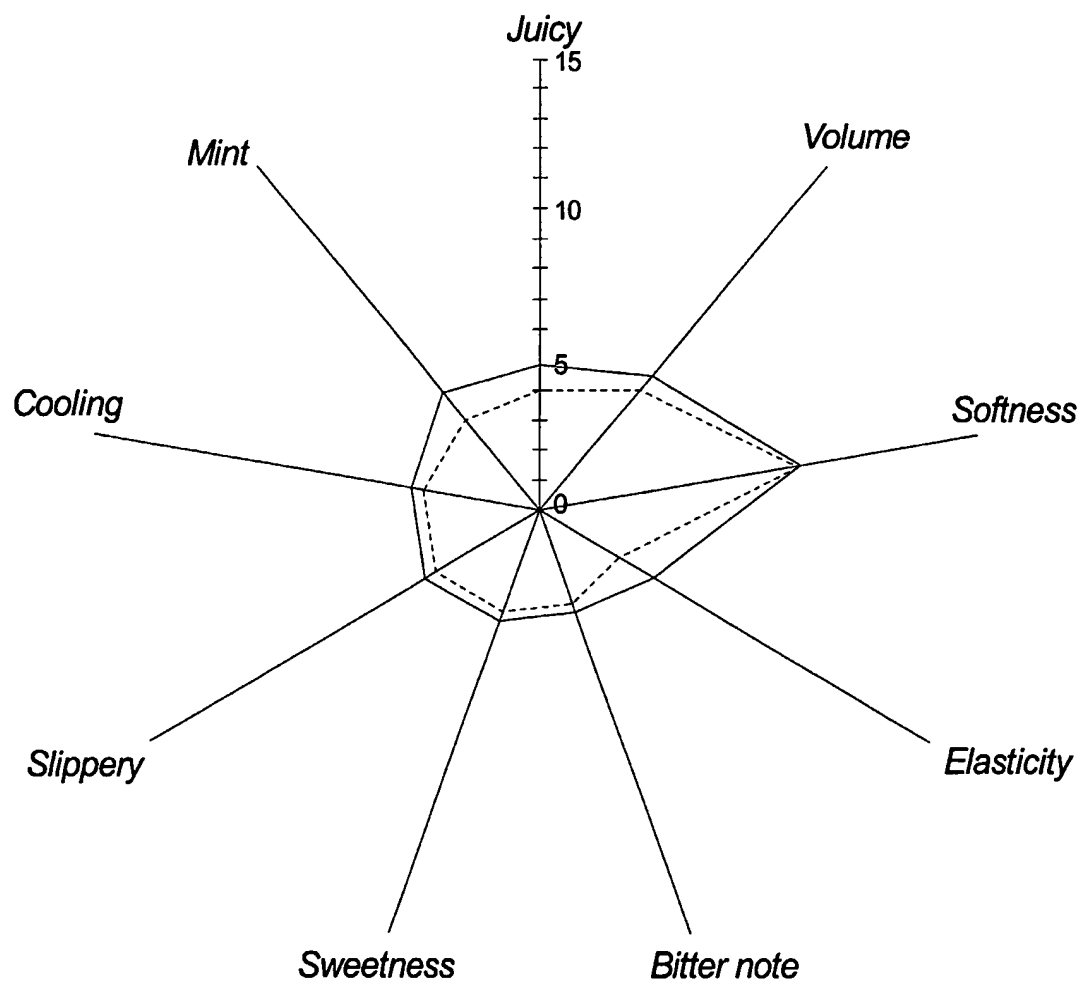 Juicy
15
Volume
Mint
10
5
Cooling
Softness
0
Slippery
Elasticity
Sweetness
Bitter note